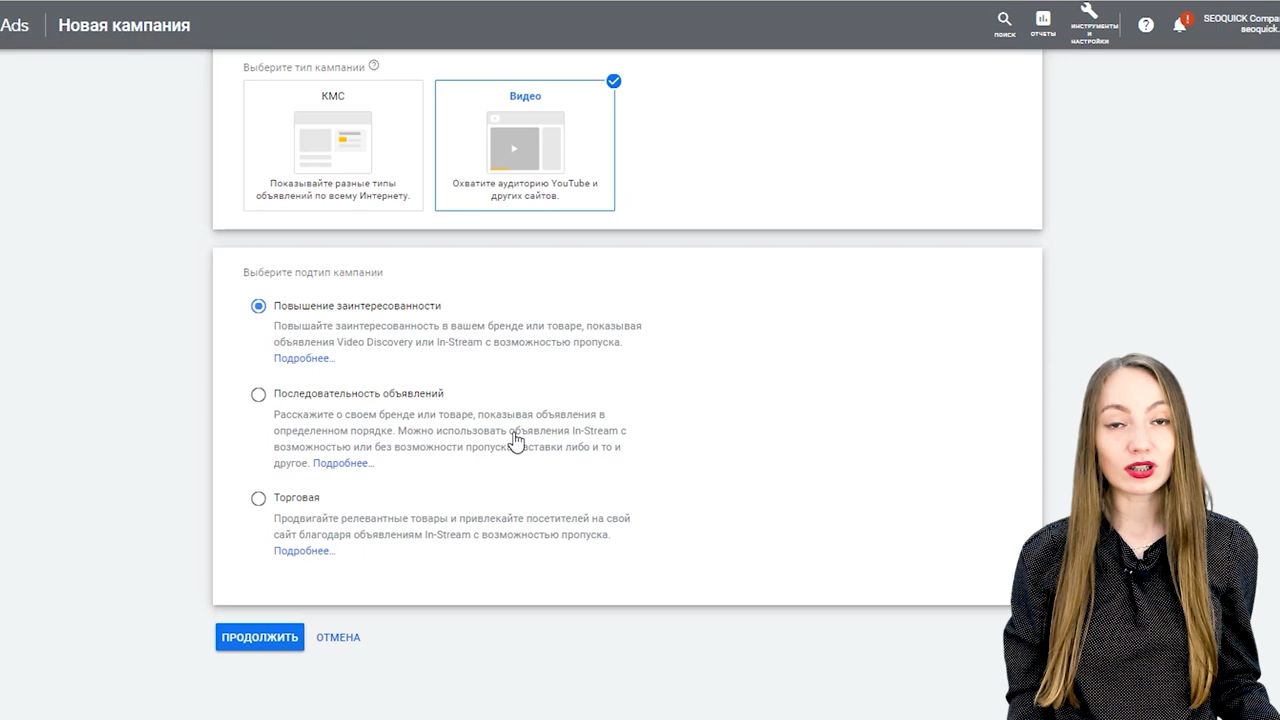 Ads
Новая кампания
ПОИСК
ОТЧЕТЫ
ИНСТРУМЕНТЫ
И
НАСТРОЙКИ
SEOQUICK Compa
seoquick.
Выберите тип кампании
КМС
Показывайте разные типы
объявлений по всему Интернету.
Видео
Охватите аудиторию YouTube и
других сайтов.
Выберите подтип кампании
Повышение заинтересованности
Повышайте заинтересованность в вашем бренде или товаре, показывая
объявления Video Discovery или In-Stream с возможностью пропуска.
Подробнее...
Последовательность объявлений
Расскажите о своем бренде или товаре, показывая объявления в
определенном порядке. Можно использовать объявления In-Stream с
возможностью или без возможности пропуска, заставки либо и то и
другое. Подробнее...
Торговая
Продвигайте релевантные товары и привлекайте посетителей на свой
сайт благодаря объявлениям In-Stream с возможностью пропуска.
Подробнее...
ПРОДОЛЖИТЬ
ОТМЕНА